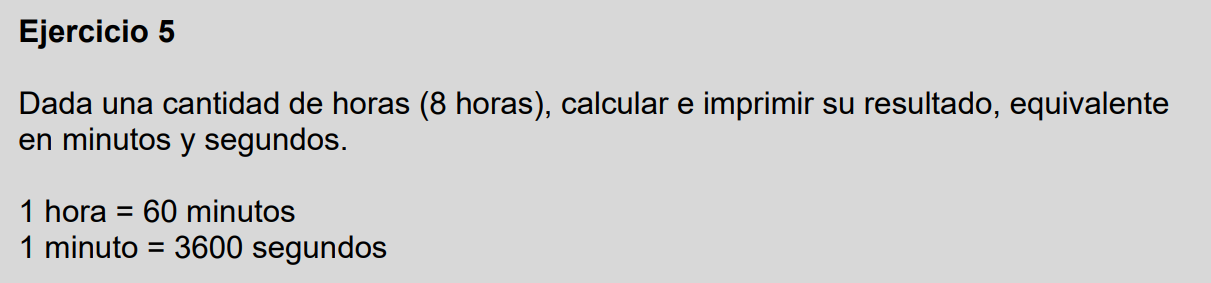 Ejercicio 5
Dada una cantidad de horas (8 horas), calcular e imprimir su resultado, equivalente
en minutos y segundos.
1 hora = 60 minutos
1 minuto = 3600 segundos